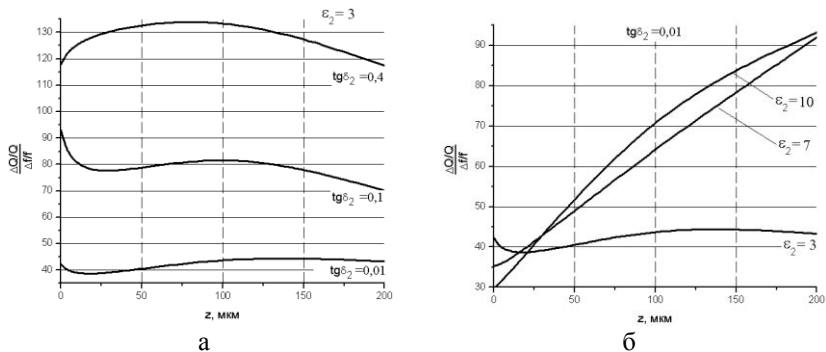 ε₂ = 3
130
120
110
100
90
80
70
60
50
40
ΔQ/Q
Δf/f
tgδ₂ =0,4
tgδ₂ =0,1
tgδ₂ =0,01
0
50
100
150
200
z, мкм
а
tgδ₂ =0,01
90
80
70
60
50
40
30
ΔQ/Q
Δf/f
ε₂ = 10
ε₂ = 7
ε₂ = 3
0
50
100
150
200
z, мкм
б